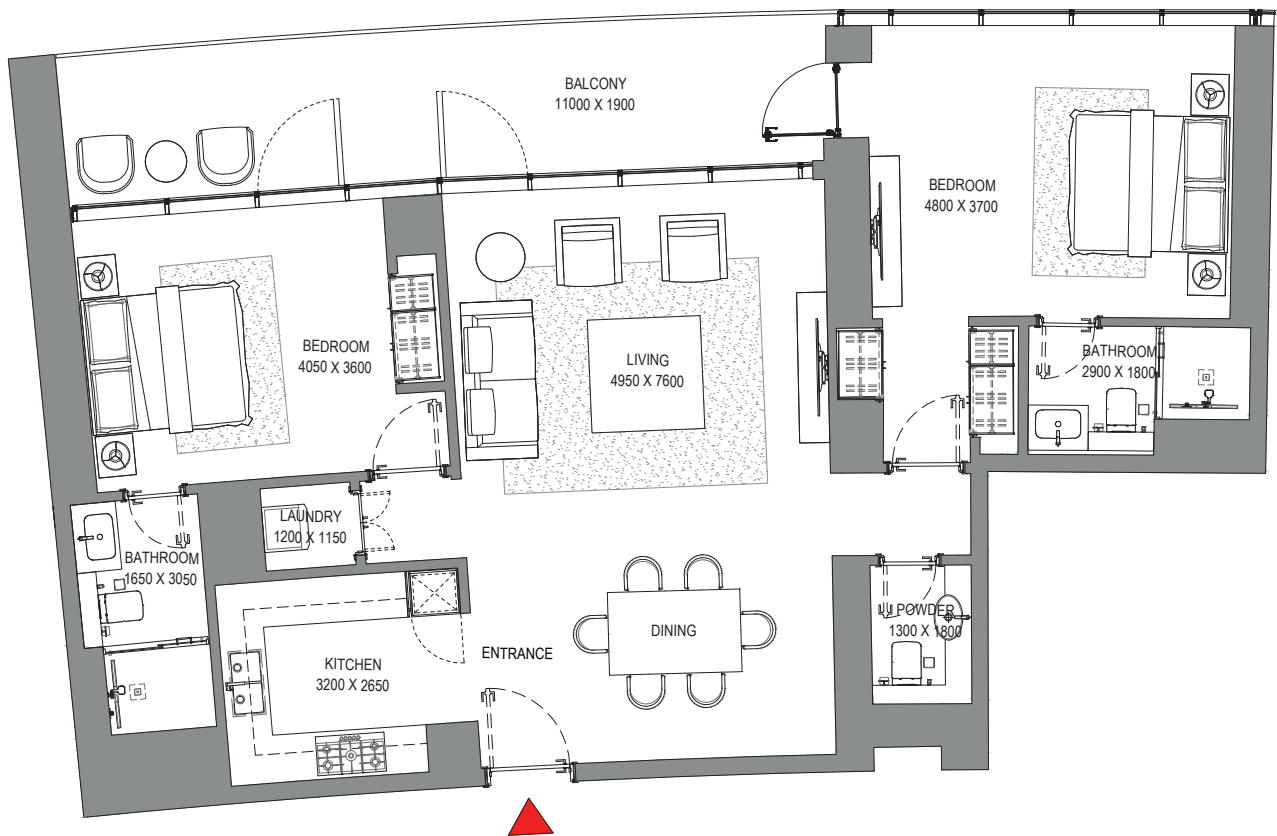 BALCONY
11000 X 1900
BEDROOM
4800 X 3700
BEDROOM
4050 X 3600
LIVING
4950 X 7600
BATHROOM
2900 X 1800
LAUNDRY
1200 X 1150
BATHROOM
1650 X 3050
POWDER
1300 X 1800
DINING
ENTRANCE
KITCHEN
3200 X 2650